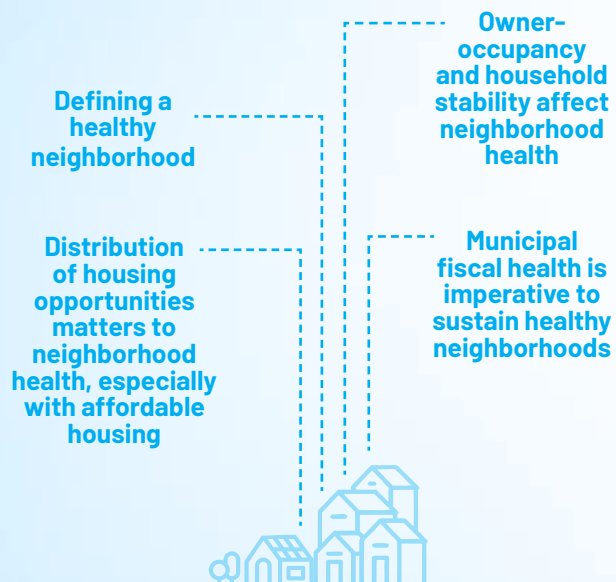 Defining a
healthy
neighborhood
Owner-
occupancy
and household
stability affect
neighborhood
health
Distribution
of housing
opportunities
matters to
neighborhood
health, especially
with affordable
housing
Municipal
fiscal health is
imperative to
sustain healthy
neighborhoods